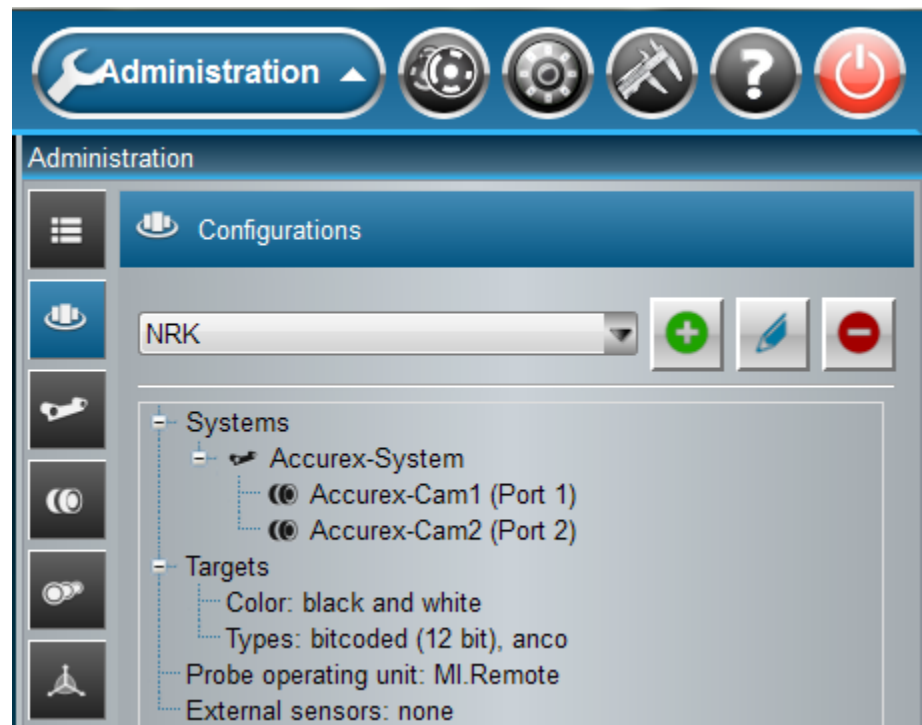 Administration
Administration
Configurations
NRK
Systems
Accurex-System
Accurex-Cam1 (Port 1)
Accurex-Cam2 (Port 2)
Targets
Color: black and white
Types: bitcoded (12 bit), anco
Probe operating unit: MI.Remote
External sensors: none